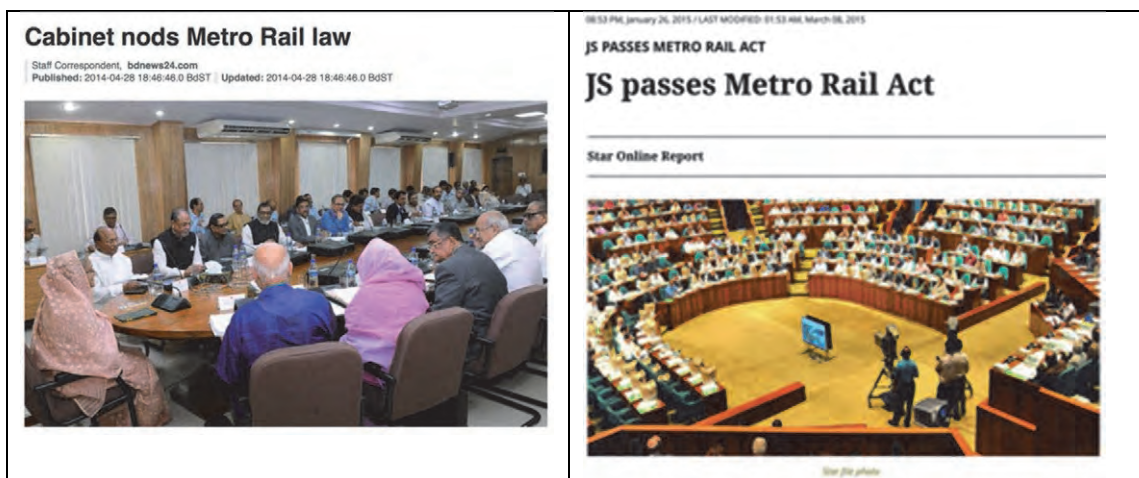 Cabinet nods Metro Rail law
Staff Correspondent, bdnews24.com
Published: 2014-04-28 18:46:46.0 BdST Updated: 2014-04-28 18:46:46.0 BdST
08:53 PM, January 26, 2015 / LAST MODIFIED: 01:53 AM, March 08, 2015
JS PASSES METRO RAIL ACT
JS passes Metro Rail Act
Star Online Report
Star file photo